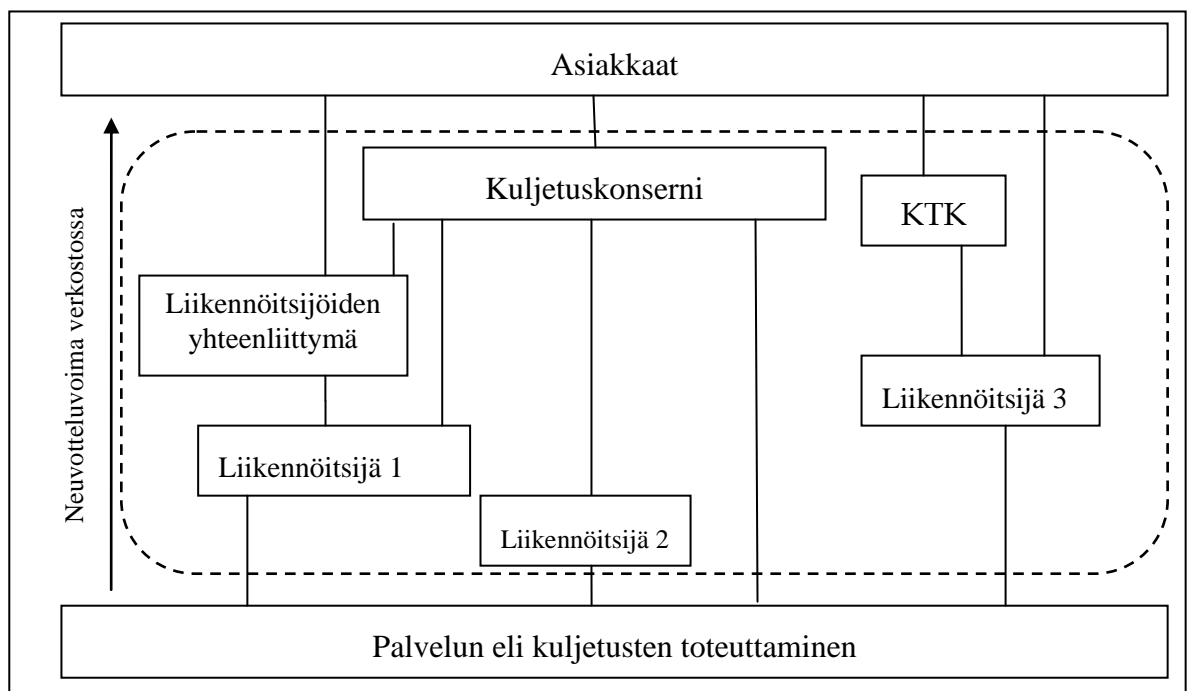 Asiakkaat
Neuvotteluvoima verkostossa
Kuljetuskonserni
KTK
Liikennöitsijöiden
yhteenliittymä
Liikennöitsijä 3
Liikennöitsijä 1
Liikennöitsijä 2
Palvelun eli kuljetusten toteuttaminen